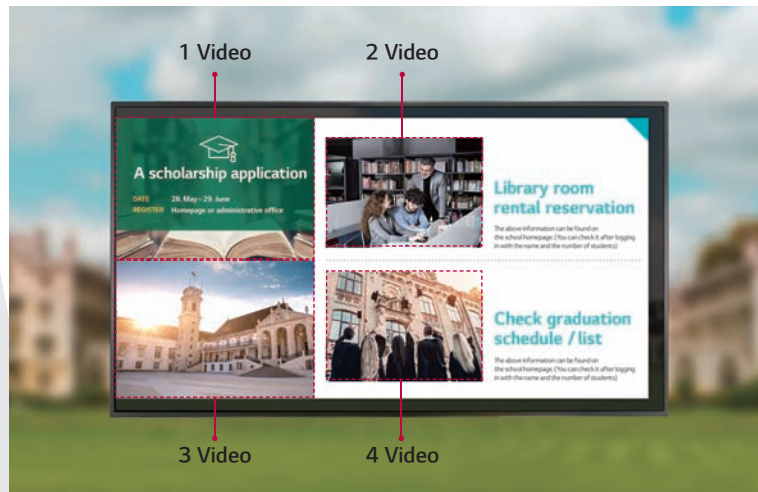 1 Video
2 Video
A scholarship application
DATE 28. May - 29. June
REGISTER Homepage or administrative office
Library room
rental reservation
The above information can be found on
the school homepage. (You can check it after logging
in with the name and the number of students)
Check graduation
schedule / list
The above information can be found on
the school homepage. (You can check it after logging
in with the name and the number of students)
3 Video
4 Video